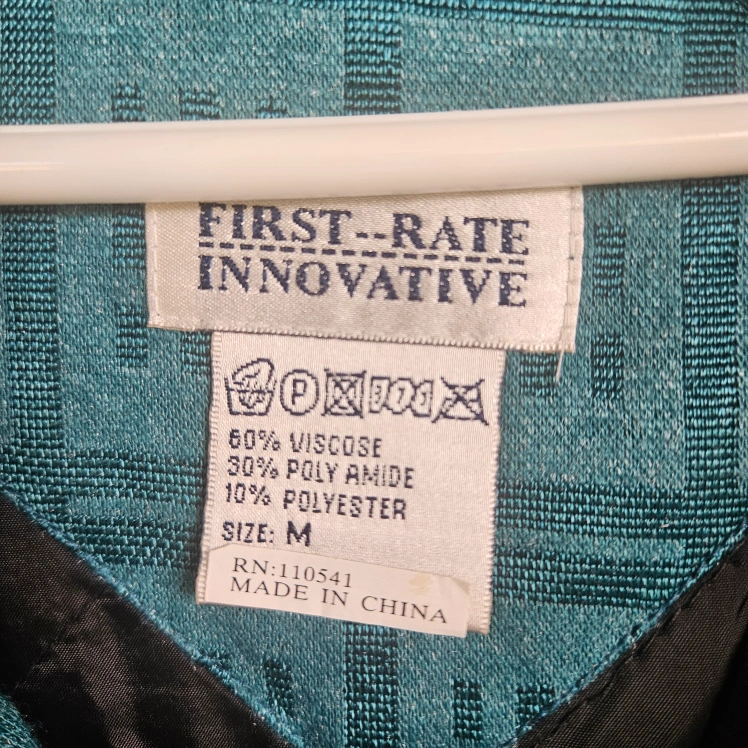 FIRST--RATE
INNOVATIVE
P
60% VISCOSE
30% POLY AMIDE
10% POLYESTER
SIZE: M
RN:110541
MADE IN CHINA